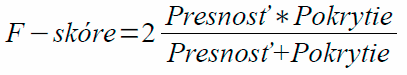 F − skóre = 2 Presnosť * Pokrytie / Presnosť + Pokrytie